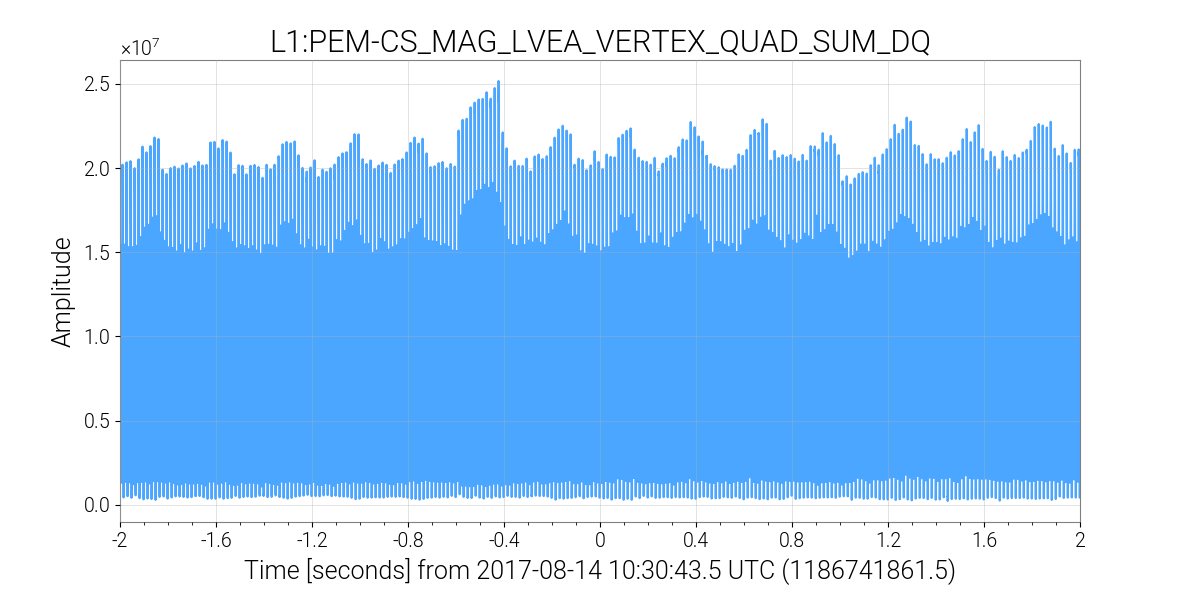 L1:PEM-CS_MAG_LVEA_VERTEX_QUAD_SUM_DQ
×10⁷
2.5
2.0
1.5
1.0
0.5
0.0
Amplitude
-2 -1.6 -1.2 -0.8 -0.4 0 0.4 0.8 1.2 1.6 2
Time [seconds] from 2017-08-14 10:30:43.5 UTC (1186741861.5)